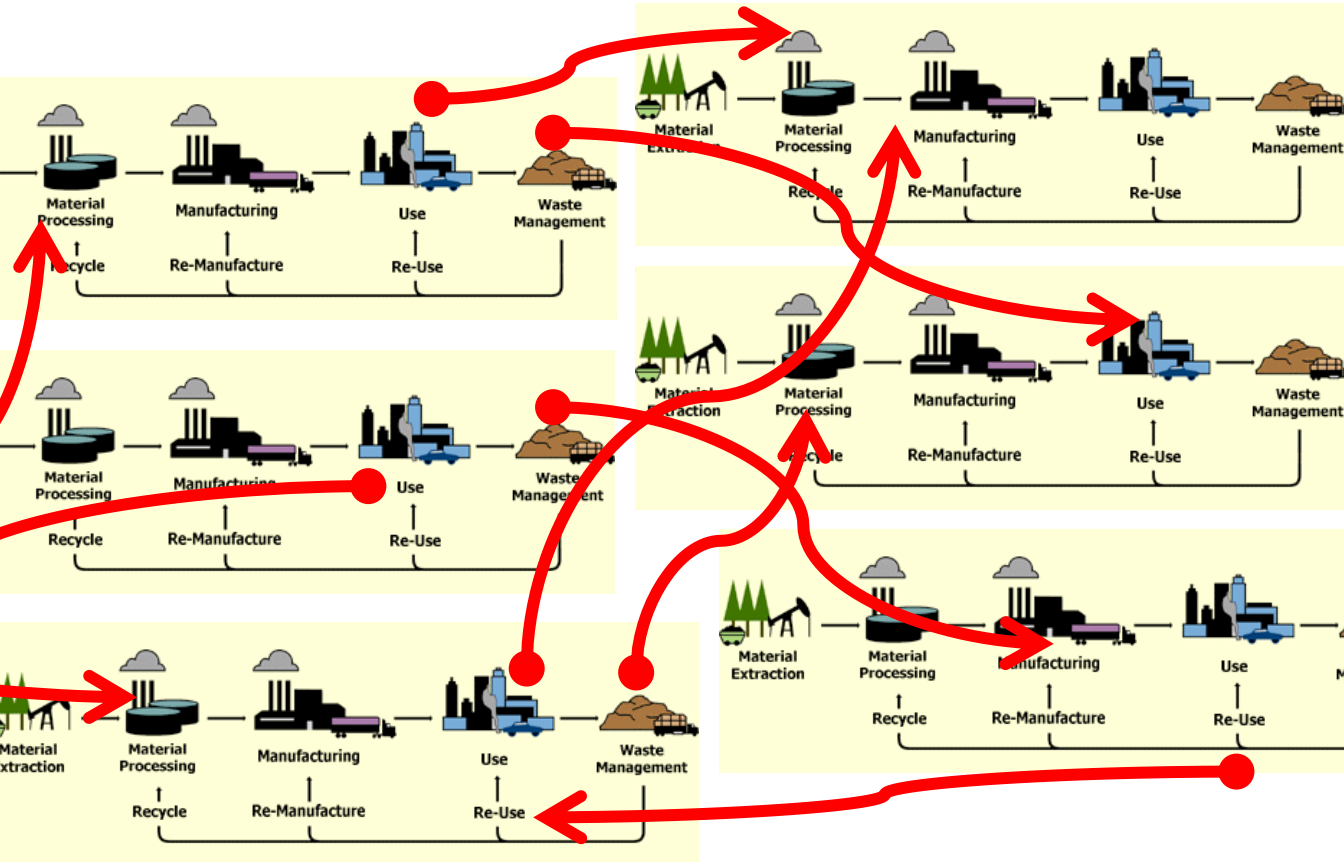 Material
Processing
Manufacturing
Use
Waste
Management
Recycle
Re-Manufacture
Re-Use
Material
Processing
Manufacturing
Use
Waste
Management
Recycle
Re-Manufacture
Re-Use
Material
xtraction
Material
Processing
Manufacturing
Use
Waste
Management
Recycle
Re-Manufacture
Re-Use
Material
Extraction
Material
Processing
Manufacturing
Use
Waste
Management
Recycle
Re-Manufacture
Re-Use
Material
Extraction
Material
Processing
Manufacturing
Use
Waste
Management
Recycle
Re-Manufacture
Re-Use
Material
Extraction
Material
Processing
Manufacturing
Use
Recycle
Re-Manufacture
Re-Use